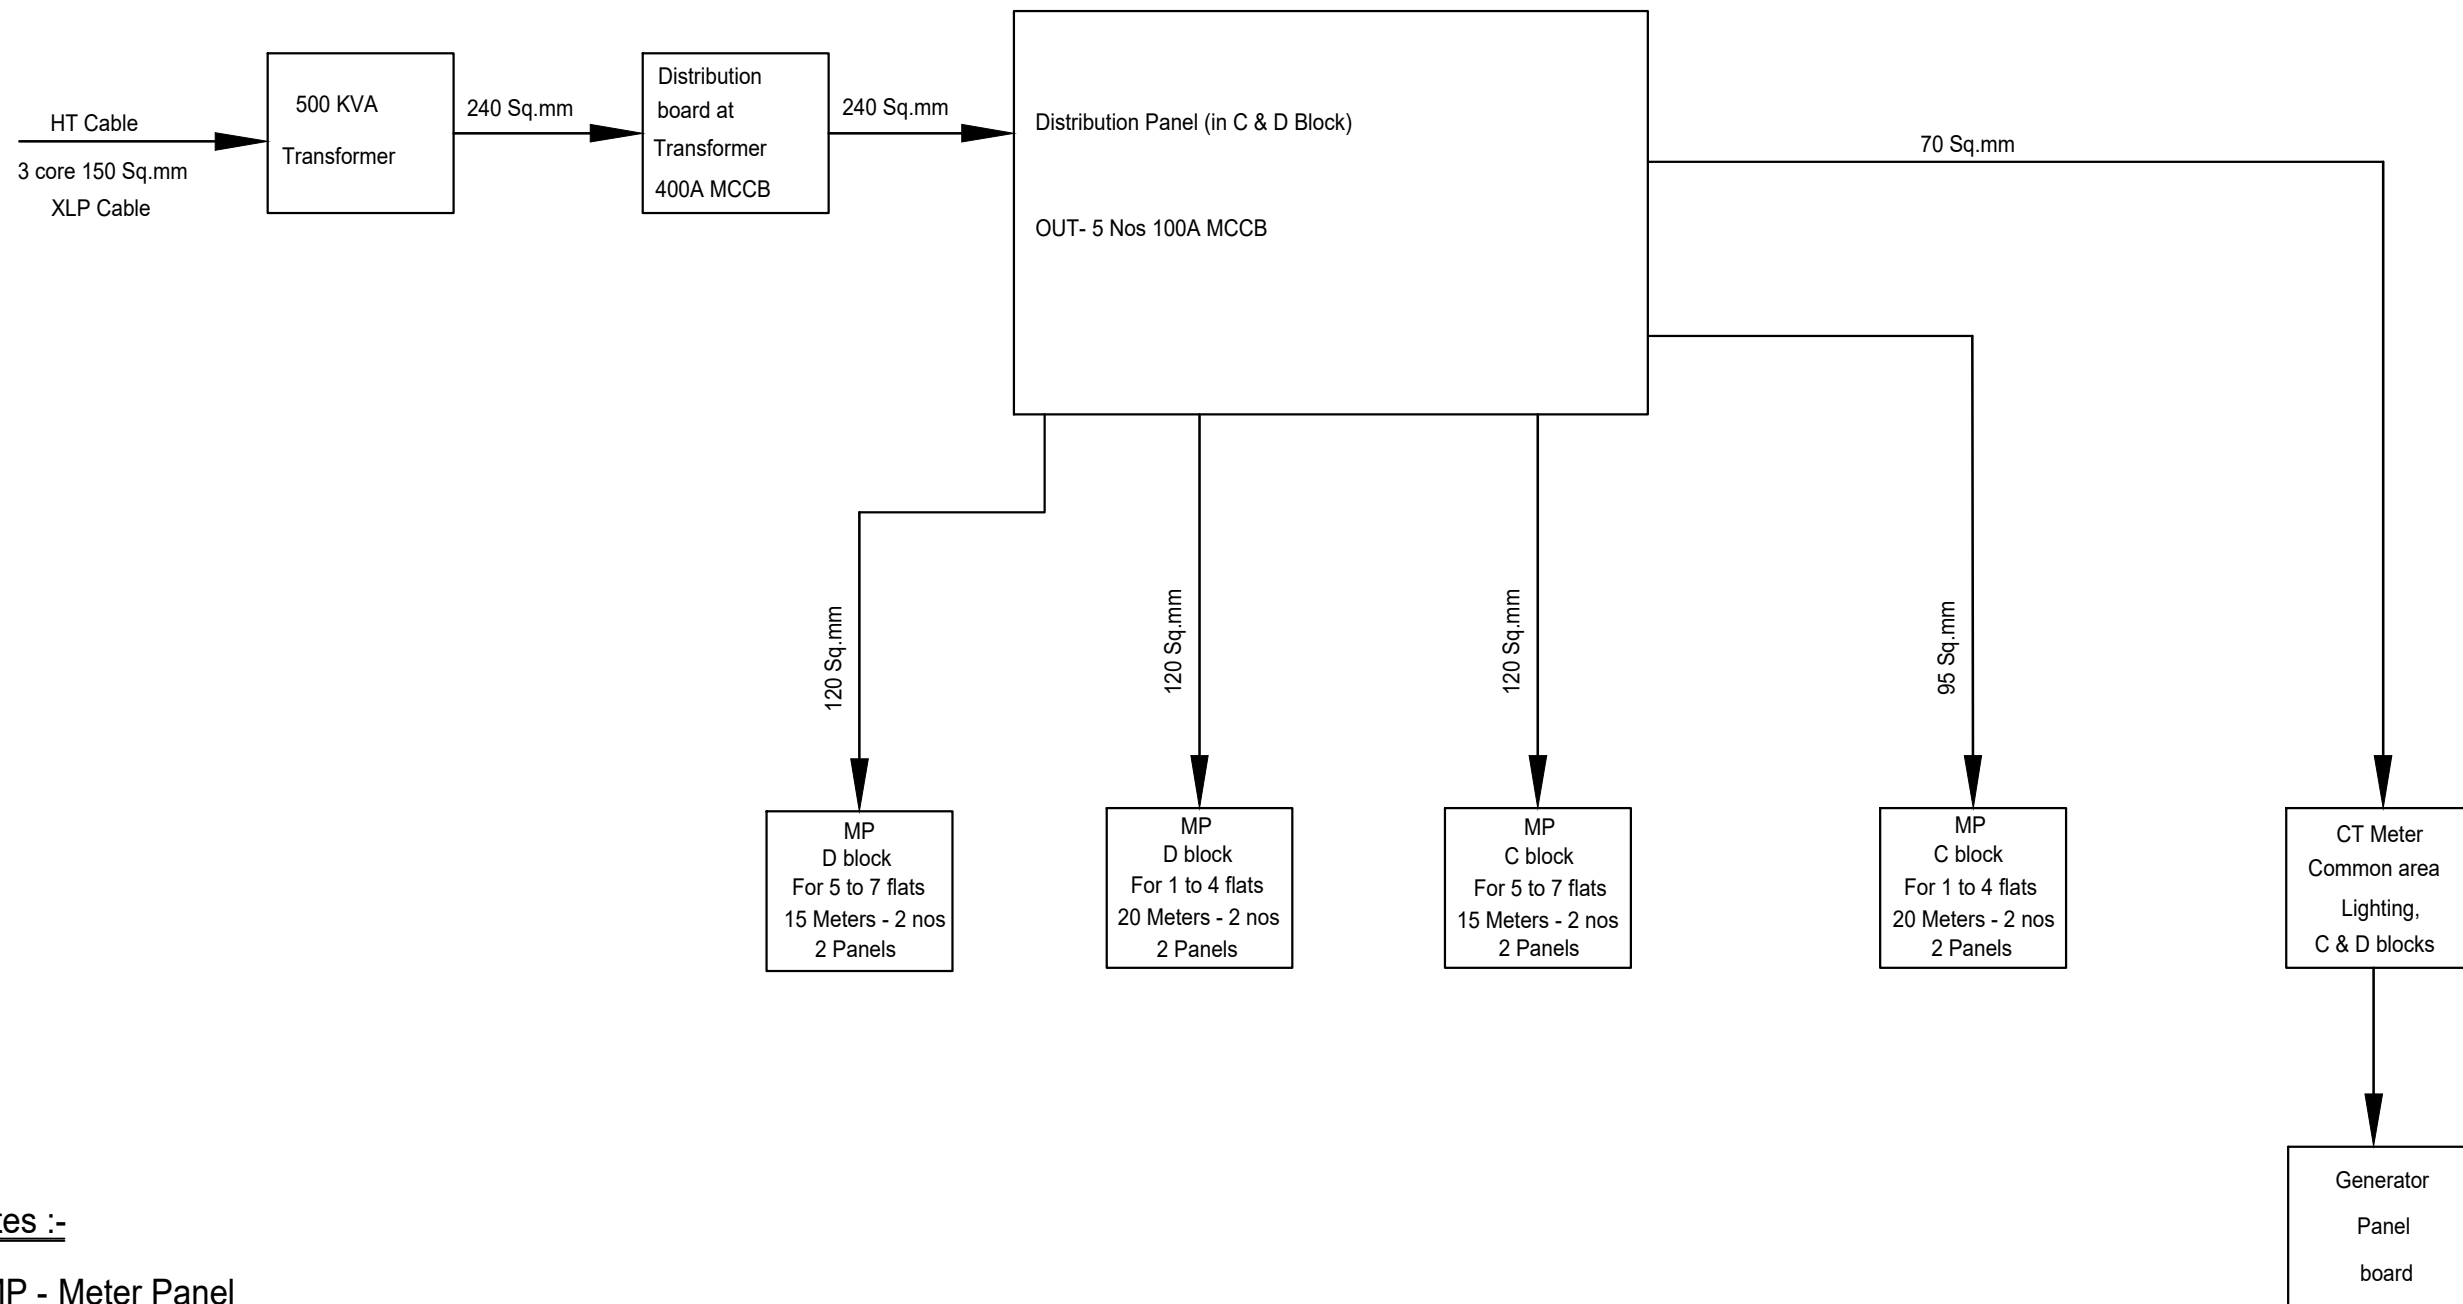 HT Cable
3 core 150 Sq.mm
XLP Cable
500 KVA
Transformer
240 Sq.mm
Distribution
board at
Transformer
400A MCCB
240 Sq.mm
Distribution Panel (in C & D Block)
OUT- 5 Nos 100A MCCB
70 Sq.mm
120 Sq.mm
120 Sq.mm
120 Sq.mm
95 Sq.mm
MP
D block
For 5 to 7 flats
15 Meters - 2 nos
2 Panels
MP
D block
For 1 to 4 flats
20 Meters - 2 nos
2 Panels
MP
C block
For 5 to 7 flats
15 Meters - 2 nos
2 Panels
MP
C block
For 1 to 4 flats
20 Meters - 2 nos
2 Panels
CT Meter
Common area
Lighting,
C & D blocks
Generator
Panel
board
tes :-
MP - Meter Panel